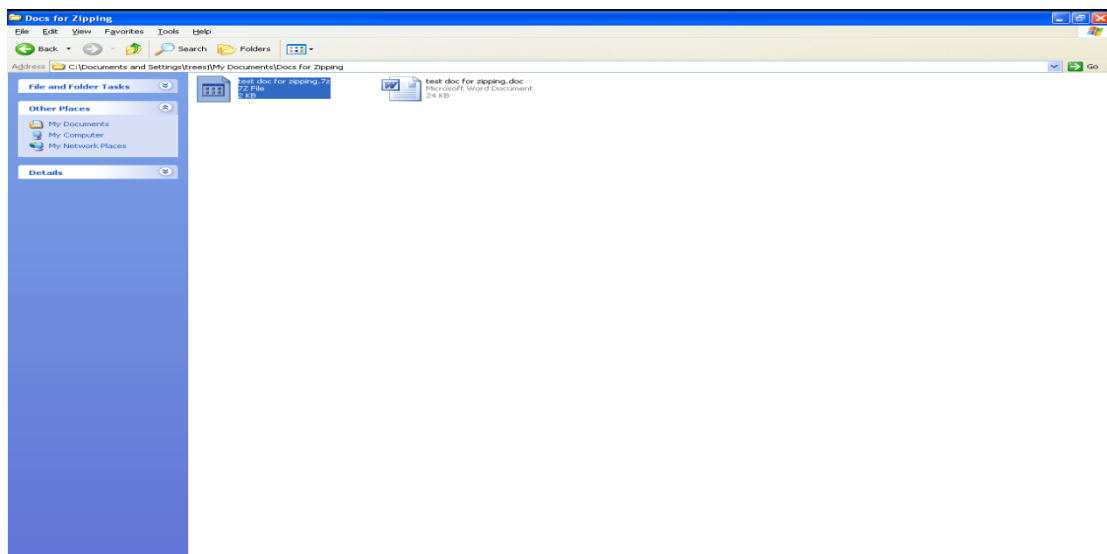 Docs for Zipping
File Edit View Favorites Tools Help
Back Search Folders
Address C:\Documents and Settings\treesj\My Documents\Docs for Zipping Go
File and Folder Tasks
Other Places
My Documents
My Computer
My Network Places
Details
test doc for zipping.7z
7Z File
2 KB
test doc for zipping.doc
Microsoft Word Document
24 KB